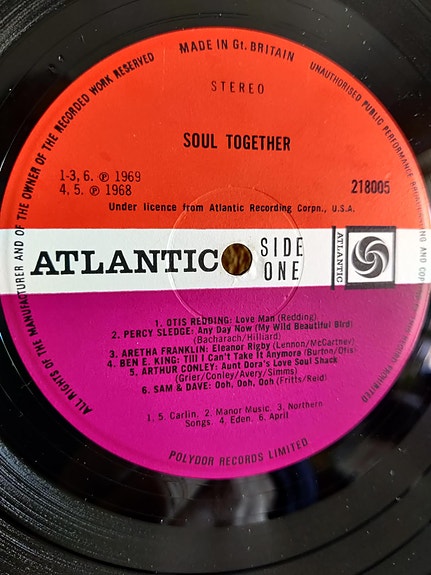 MADE IN Gt. BRITAIN
ALL RIGHTS OF THE MANUFACTURER AND OF THE OWNER OF THE RECORDED WORK RESERVED
UNAUTHORISED PUBLIC PERFORMANCE
STEREO
SOUL TOGETHER
1-3, 6. ℗ 1969
4, 5. ℗ 1968
218005
Under licence from Atlantic Recording Corpn., U.S.A.
ATLANTIC
SIDE
ONE
ATLANTIC
1. OTIS REDDING: Love Man (Redding)
2. PERCY SLEDGE: Any Day Now (My Wild Beautiful Bird)
(Bacharach/Hilliard)
3. ARETHA FRANKLIN: Eleanor Rigby (Lennon/McCartney)
4. BEN E. KING: Till I Can't Take It Anymore (Burton/Otis)
5. ARTHUR CONLEY: Aunt Dora's Love Soul Shack
(Grier/Conley/Avery/Simms)
6. SAM & DAVE: Ooh, Ooh, Ooh (Fritts/Reid)
1, 5. Carlin. 2. Manor Music. 3. Northern
Songs. 4. Eden. 6. April
POLYDOR RECORDS LIMITED